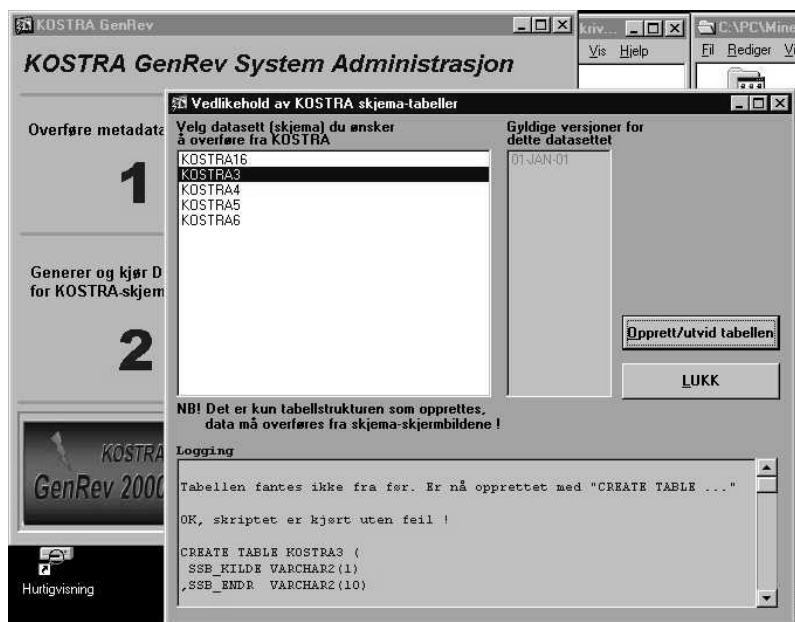 KOSTRA GenRev
KOSTRA GenRev System Administrasjon
Overføre metadata
1
Generer og kjør D
for KOSTRA-skjem
2
KOSTRA
GenRev 2000
Hurtigvisning
Vis Hjelp
C:\PC\Mine
Fil Rediger Vi
Vedlikehold av KOSTRA skjema-tabeller
Velg datasett (skjema) du ønsker
å overføre fra KOSTRA
KOSTRA16
KOSTRA3
KOSTRA4
KOSTRA5
KOSTRA6
Gyldige versjoner for
dette datasettet
01-JAN-01
Opprett/utvid tabellen
LUKK
NB! Det er kun tabellstrukturen som opprettes,
data må overføres fra skjema-skjermbildene !
Logging
Tabellen fantes ikke fra før. Er nå opprettet med "CREATE TABLE ..."
OK, skriptet er kjørt uten feil !
CREATE TABLE KOSTRA3 (
SSB_KILDE VARCHAR2(1)
,SSB_ENDR VARCHAR2(10)